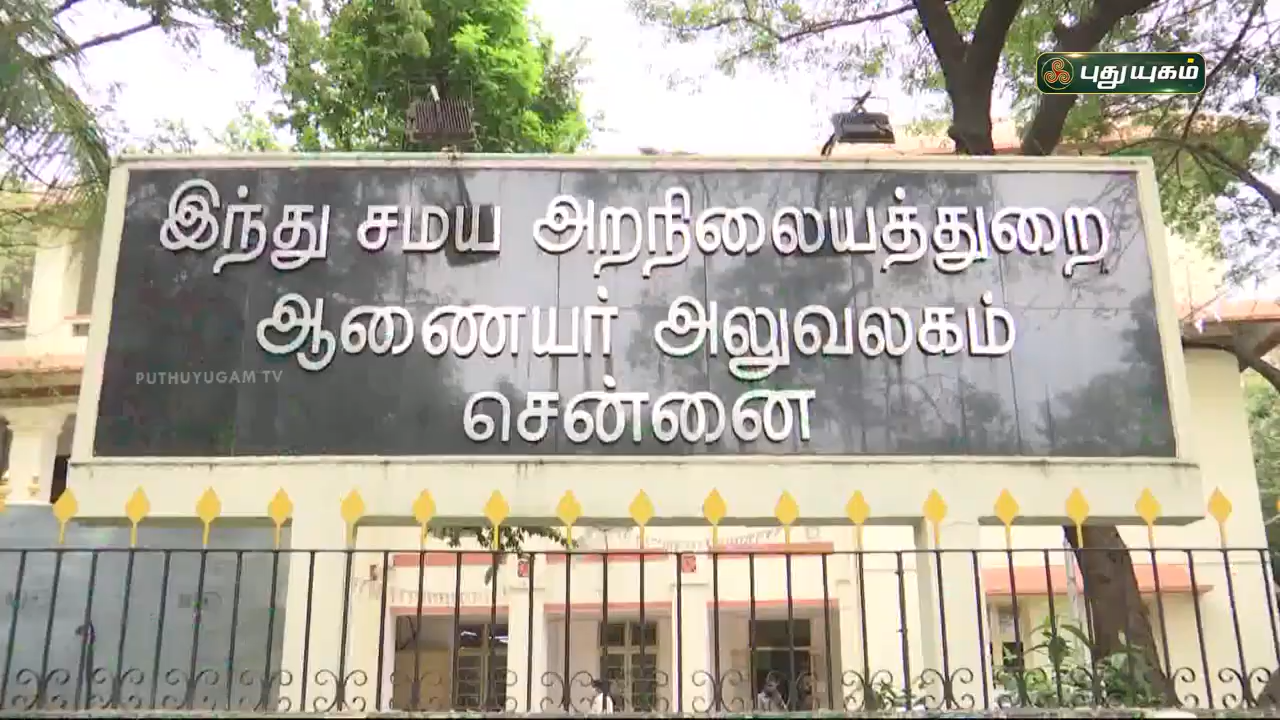 புதுயுகம்
இந்து சமய அறநிலையத்துறை
ஆணையர் அலுவலகம்
PUTHUYUGAM TV
சென்னை